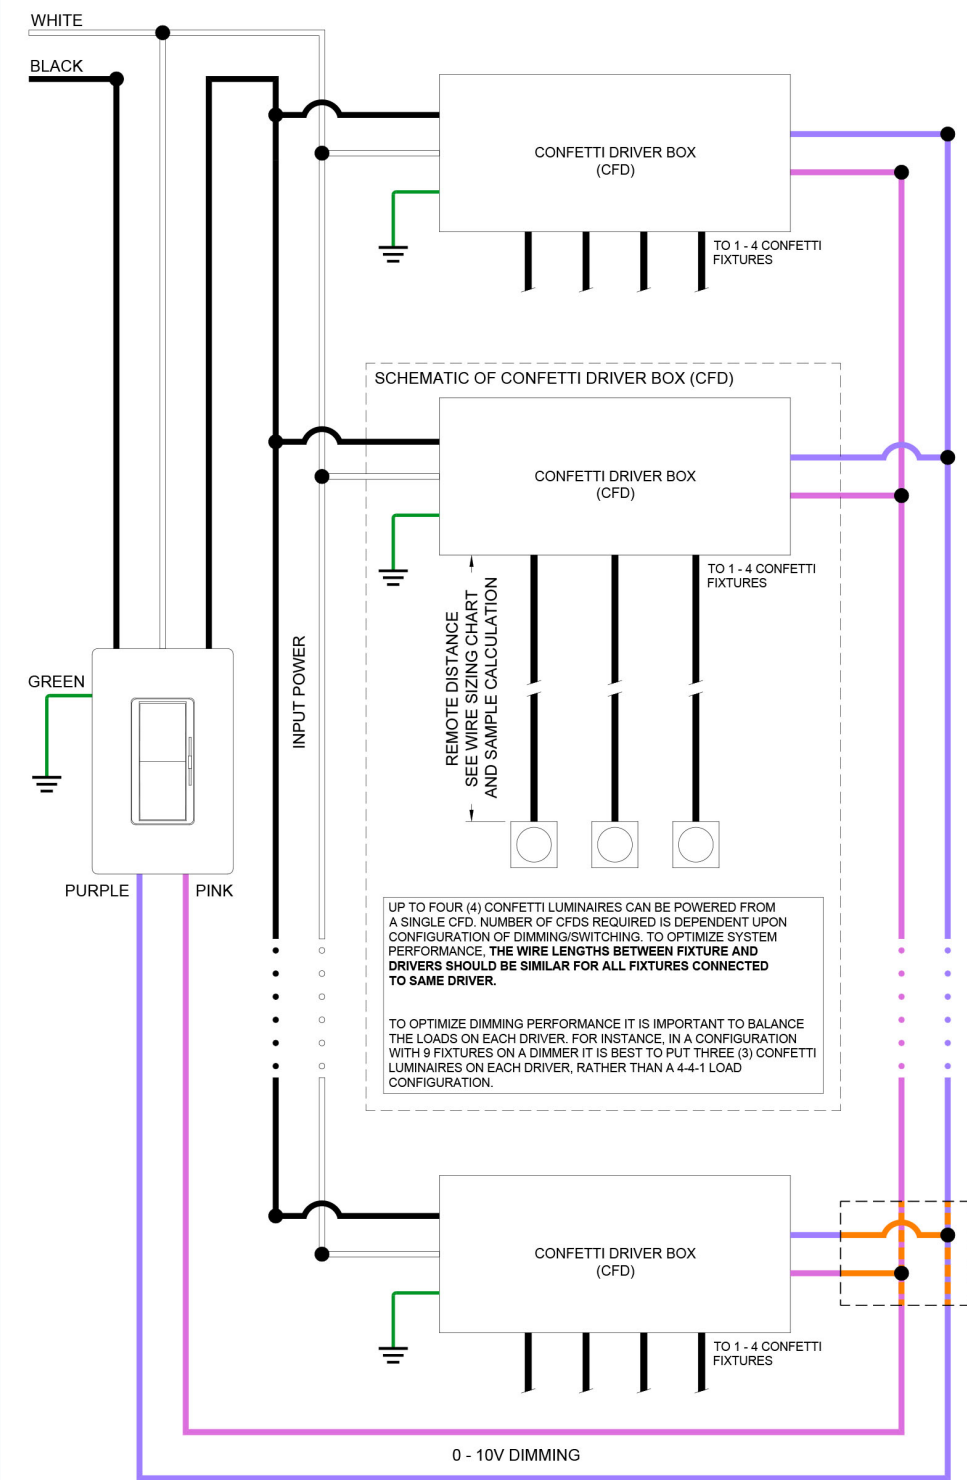 WHITE
BLACK
CONFETTI DRIVER BOX
(CFD)
TO 1 - 4 CONFETTI
FIXTURES
SCHEMATIC OF CONFETTI DRIVER BOX (CFD)
CONFETTI DRIVER BOX
(CFD)
TO 1 - 4 CONFETTI
FIXTURES
REMOTE DISTANCE
SEE WIRE SIZING CHART
AND SAMPLE CALCULATION
INPUT POWER
GREEN
PURPLE
PINK
UP TO FOUR (4) CONFETTI LUMINAIRES CAN BE POWERED FROM
A SINGLE CFD. NUMBER OF CFDS REQUIRED IS DEPENDENT UPON
CONFIGURATION OF DIMMING/SWITCHING. TO OPTIMIZE SYSTEM
PERFORMANCE, THE WIRE LENGTHS BETWEEN FIXTURE AND
DRIVERS SHOULD BE SIMILAR FOR ALL FIXTURES CONNECTED
TO SAME DRIVER.
TO OPTIMIZE DIMMING PERFORMANCE IT IS IMPORTANT TO BALANCE
THE LOADS ON EACH DRIVER. FOR INSTANCE, IN A CONFIGURATION
WITH 9 FIXTURES ON A DIMMER IT IS BEST TO PUT THREE (3) CONFETTI
LUMINAIRES ON EACH DRIVER, RATHER THAN A 4-4-1 LOAD
CONFIGURATION.
CONFETTI DRIVER BOX
(CFD)
TO 1 - 4 CONFETTI
FIXTURES
0 - 10V DIMMING